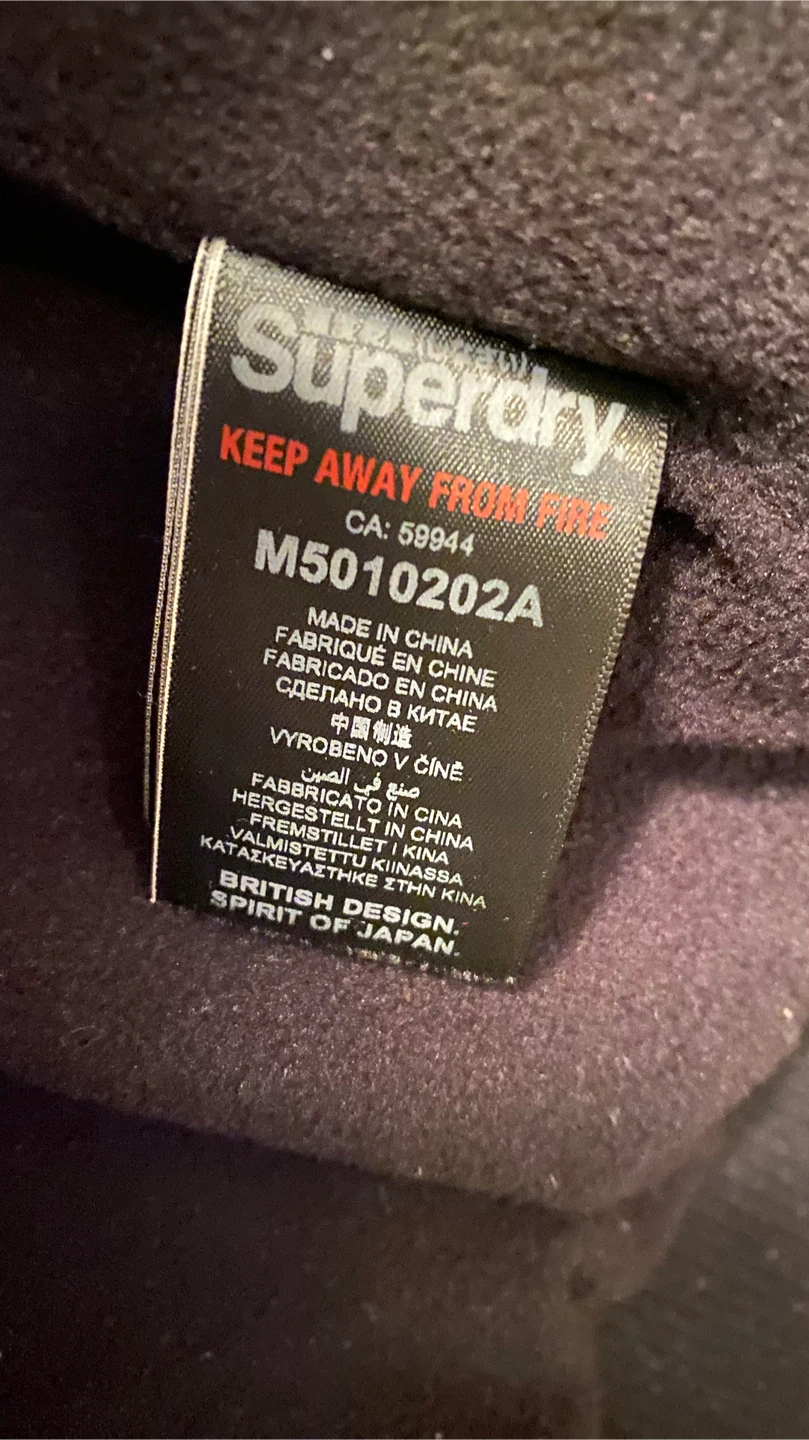 Superdry.
KEEP AWAY FROM FIRE
CA: 59944
M5010202A
MADE IN CHINA
FABRIQUÉ EN CHINE
FABRICADO EN CHINA
СДЕЛАНО В КИТАЕ
中国制造
VYROBENO V ČÍNĚ
صنع في الصين
FABBRICATO IN CINA
HERGESTELLT IN CHINA
FREMSTILLET I KINA
VALMISTETTU KIINASSA
ΚΑΤΑΣΚΕΥΑΣΤΗΚΕ ΣΤΗΝ ΚΙΝΑ
BRITISH DESIGN.
SPIRIT OF JAPAN.